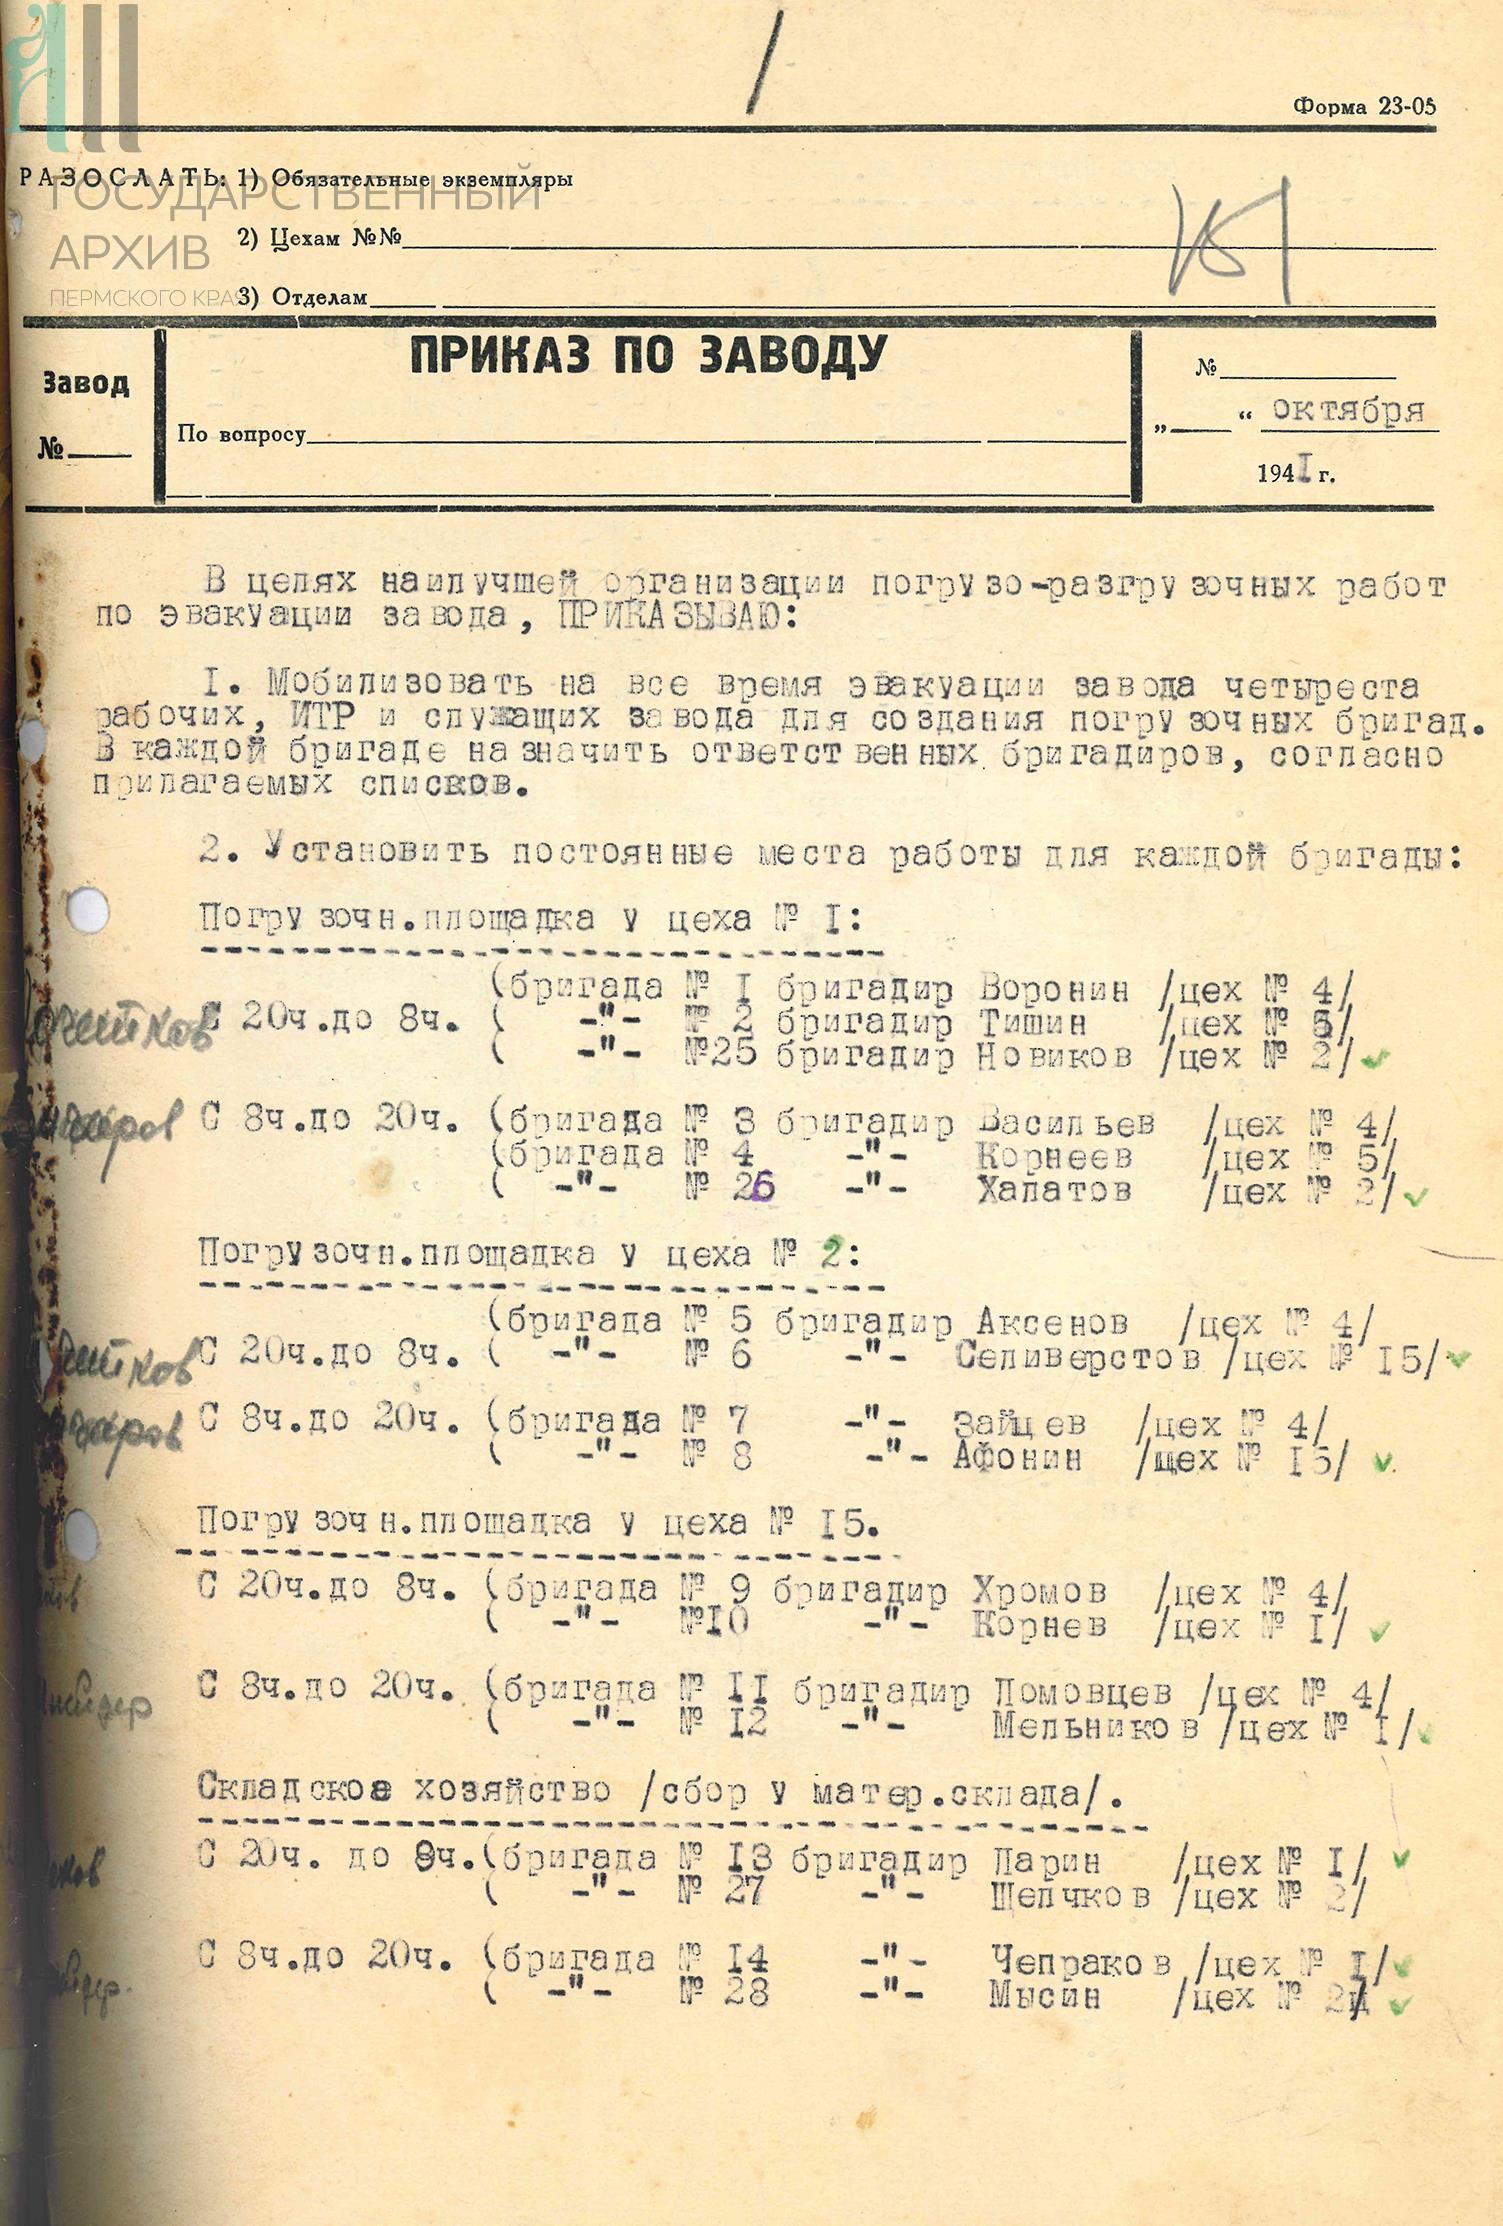 Форма 23-05
РАЗОСЛАТЬ: 1) Обязательные экземпляры
ГОСУДАРСТВЕННЫЙ
АРХИВ
ПЕРМСКОГО КРАЯ
2) Цехам №№
3) Отделам
Завод
№
ПРИКАЗ ПО ЗАВОДУ
По вопросу
№
„ “ октября
1941 г.
В целях наилучшей организации погрузо-разгрузочных работ
по эвакуации завода, ПРИКАЗЫВАЮ:
I. Мобилизовать на все время эвакуации завода четыреста
рабочих, ИТР и служащих завода для создания погрузочных бригад.
В каждой бригаде назначить ответственных бригадиров, согласно
прилагаемых списков.
2. Установить постоянные места работы для каждой бригады:
Погрузочн.площадка у цеха № I:
(бригада № I бригадир Воронин /цех № 4/
С 20ч.до 8ч. ( -"- № 2 бригадир Тишин /цех № 5/
( -"- №25 бригадир Новиков /цех № 2/ ✓
С 8ч.до 20ч. (бригада № 3 бригадир Васильев /цех № 4/
(бригада № 4 -"- Корнеев /цех № 5/
( -"- № 26 -"- Халатов /цех № 2/ ✓
Погрузочн.площадка у цеха № 2:
(бригада № 5 бригадир Аксенов /цех № 4/
С 20ч.до 8ч. ( -"- № 6 -"- Селиверстов /цех № I5/ ✓
С 8ч.до 20ч. (бригада № 7 -"- Зайцев /цех № 4/
( -"- № 8 -"- Афонин /цех № I5/ ✓
Погрузочн.площадка у цеха № I5.
С 20ч.до 8ч. (бригада № 9 бригадир Хромов /цех № 4/
( -"- №I0 -"- Корнев /цех № I/ ✓
С 8ч.до 20ч. (бригада № II бригадир Ломовцев /цех № 4/
( -"- № I2 -"- Мельников /цех № I/ ✓
Складское хозяйство /сбор у матер.склада/.
С 20ч. до 8ч.(бригада № I3 бригадир Ларин /цех № I/ ✓
( -"- № 27 -"- Щелчков /цех № 2/
С 8ч.до 20ч. (бригада № I4 -"- Чепраков /цех № I/ ✓
( -"- № 28 -"- Мысин /цех № 2/ ✓